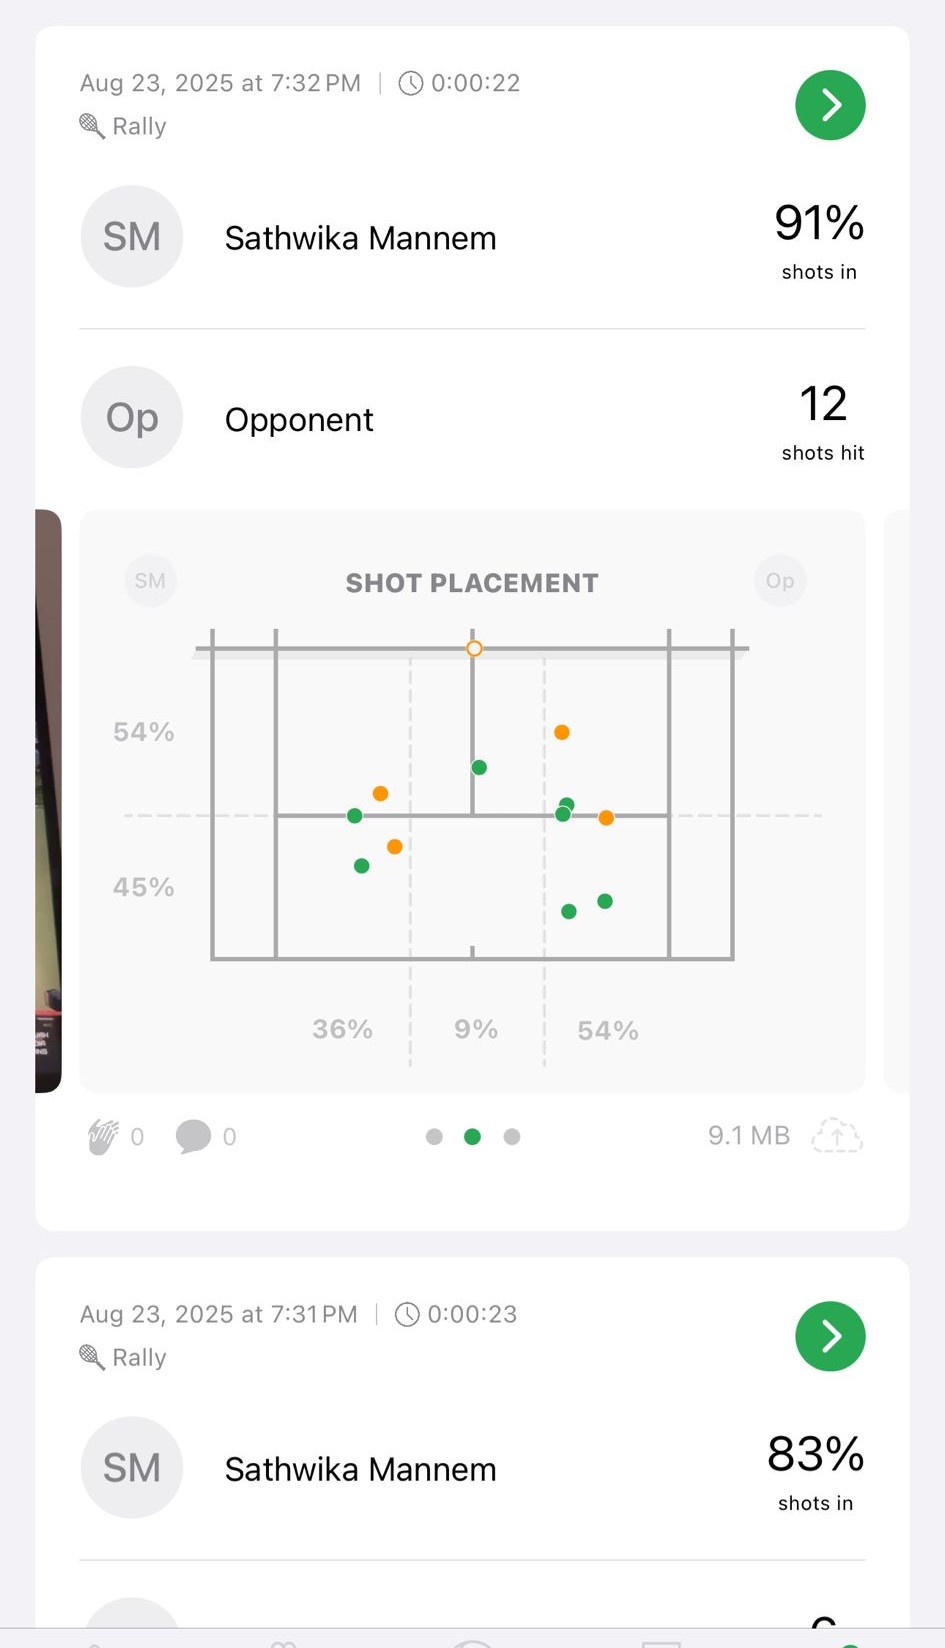 Aug 23, 2025 at 7:32 PM | 0:00:22
Rally
SM Sathwika Mannem 91%
shots in
Op Opponent 12
shots hit
SM SHOT PLACEMENT Op
54%
45%
36% 9% 54%
0 0 9.1 MB
Aug 23, 2025 at 7:31 PM | 0:00:23
Rally
SM Sathwika Mannem 83%
shots in